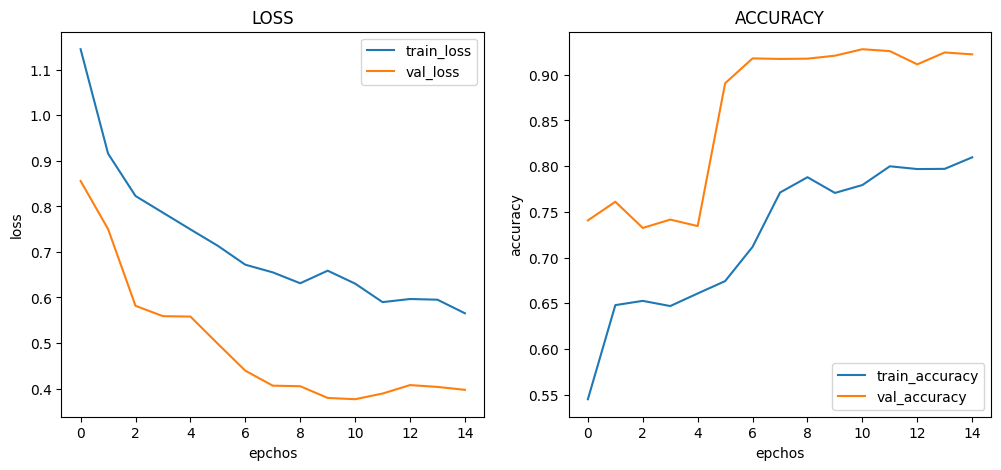 LOSS
1.1
1.0
0.9
0.8
0.7
0.6
0.5
0.4
loss
0 2 4 6 8 10 12 14
epchos
train_loss
val_loss
ACCURACY
0.90
0.85
0.80
0.75
0.70
0.65
0.60
0.55
accuracy
0 2 4 6 8 10 12 14
epchos
train_accuracy
val_accuracy